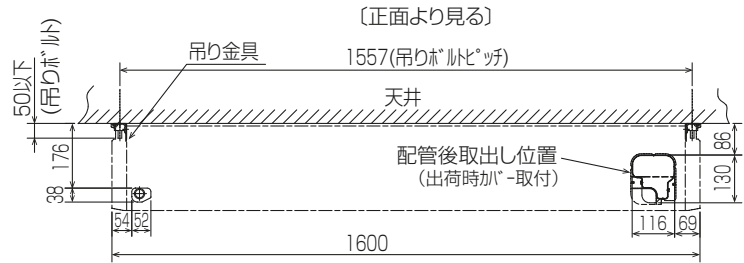 〔正面より見る〕
50以下
(吊りボルト)
吊り金具
1557(吊りボルトピッチ)
天井
176
38
86
130
配管後取出し位置
(出荷時カバー取付)
54
52
116
69
1600